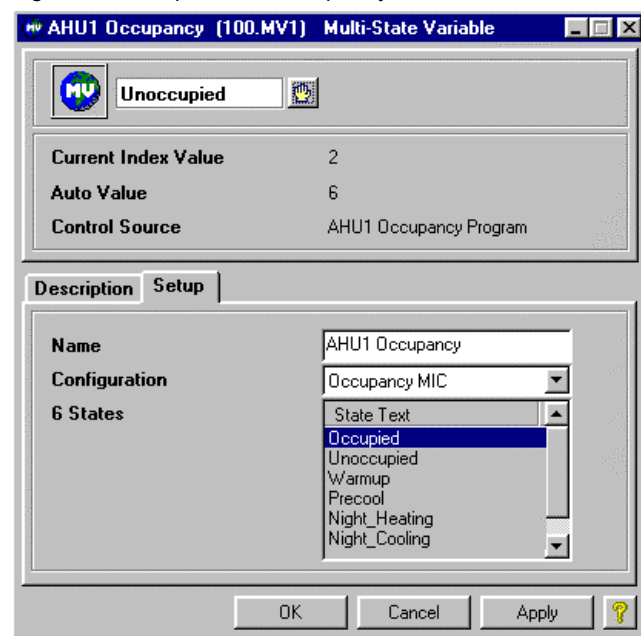 AHU1 Occupancy (100.MV1) Multi-State Variable
MV Unoccupied
Current Index Value 2
Auto Value 6
Control Source AHU1 Occupancy Program
Description Setup
Name AHU1 Occupancy
Configuration Occupancy MIC
6 States State Text
Occupied
Unoccupied
Warmup
Precool
Night_Heating
Night_Cooling
OK Cancel Apply ?